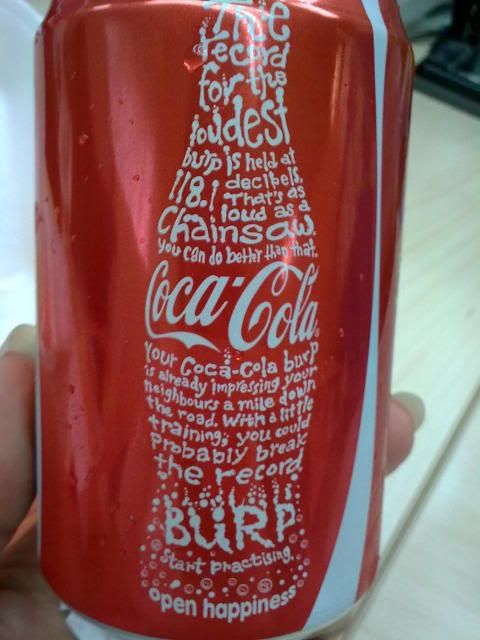 The
record
for the
loudest
burp is held at
118.1 decibels.
That's as
loud as a
Chainsaw.
you can do better than that.
Coca-Cola
Your Coca-Cola burp
is already impressing your
neighbours a mile down
the road. With a little
training, you could
probably break
the record.
BURP
Start practising.
open happiness